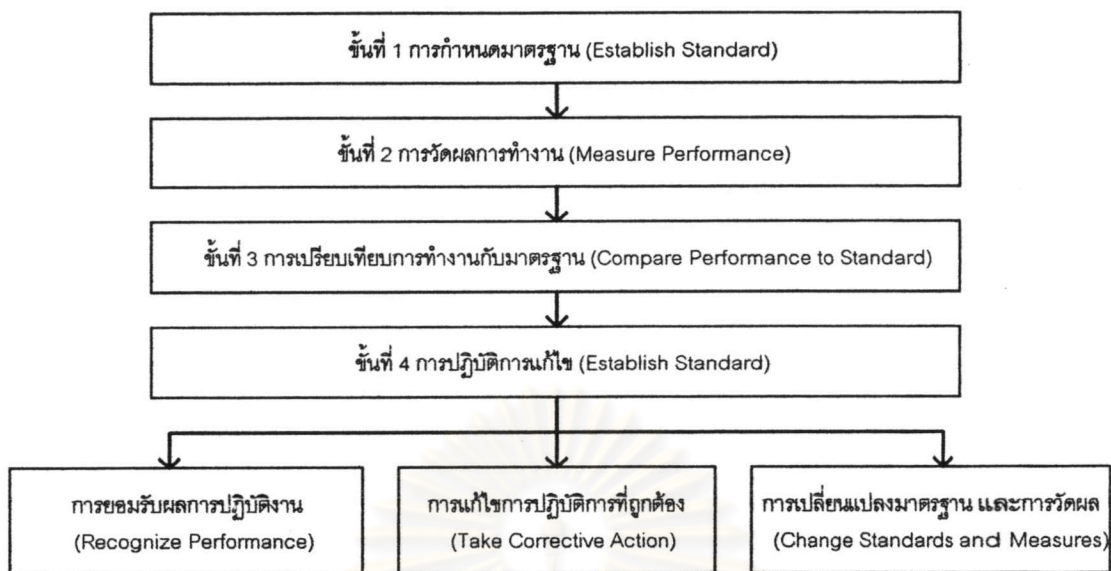 ขั้นที่ 1 การกำหนดมาตรฐาน (Establish Standard)
ขั้นที่ 2 การวัดผลการทำงาน (Measure Performance)
ขั้นที่ 3 การเปรียบเทียบการทำงานกับมาตรฐาน (Compare Performance to Standard)
ขั้นที่ 4 การปฏิบัติการแก้ไข (Establish Standard)
การยอมรับผลการปฏิบัติงาน
(Recognize Performance)
การแก้ไขการปฏิบัติการที่ถูกต้อง
(Take Corrective Action)
การเปลี่ยนแปลงมาตรฐาน และการวัดผล
(Change Standards and Measures)